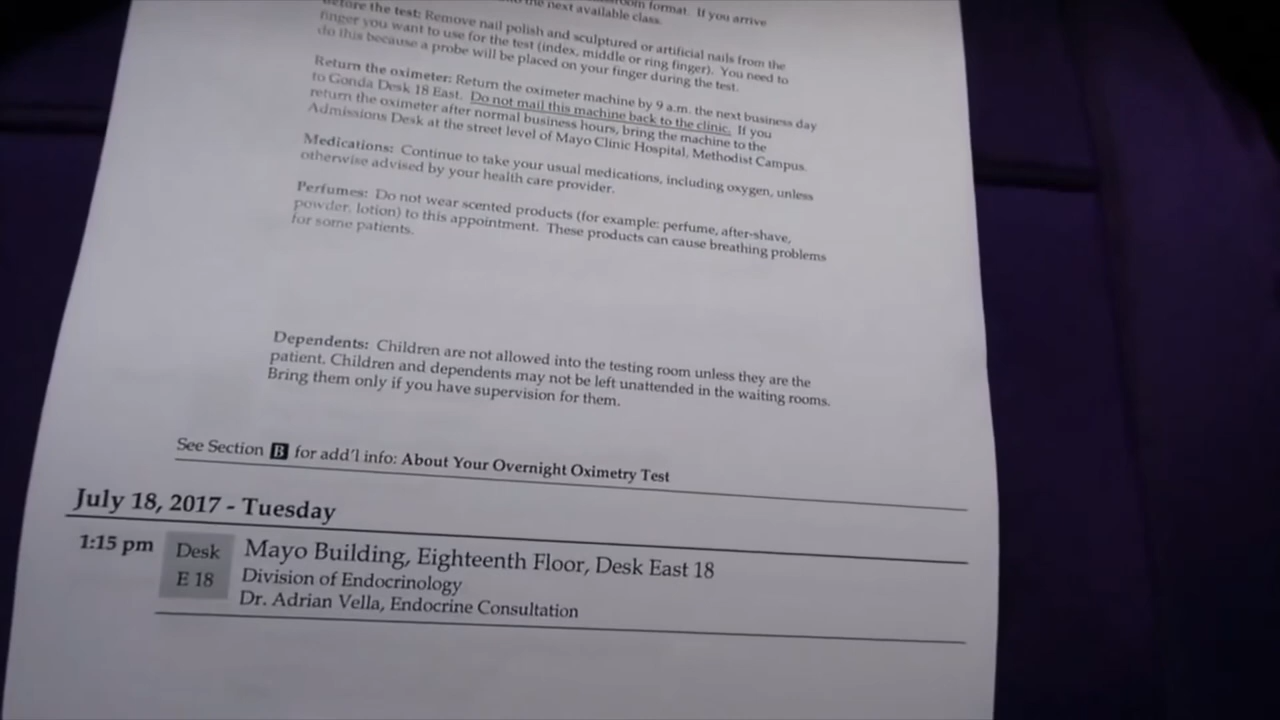 the next available class.
room format. If you arrive
Before the test: Remove nail polish and sculptured or artificial nails from the
finger you want to use for the test (index, middle or ring finger). You need to
do this because a probe will be placed on your finger during the test.
Return the oximeter: Return the oximeter machine by 9 a.m. the next business day
to Gonda Desk 18 East. Do not mail this machine back to the clinic. If you
return the oximeter after normal business hours, bring the machine to the
Admissions Desk at the street level of Mayo Clinic Hospital, Methodist Campus.
Medications: Continue to take your usual medications, including oxygen, unless
otherwise advised by your health care provider.
Perfumes: Do not wear scented products (for example: perfume, after-shave,
powder, lotion) to this appointment. These products can cause breathing problems
for some patients.
Dependents: Children are not allowed into the testing room unless they are the
patient. Children and dependents may not be left unattended in the waiting rooms.
Bring them only if you have supervision for them.
See Section B for add'l info: About Your Overnight Oximetry Test
July 18, 2017 - Tuesday
1:15 pm Desk E 18
Mayo Building, Eighteenth Floor, Desk East 18
Division of Endocrinology
Dr. Adrian Vella, Endocrine Consultation